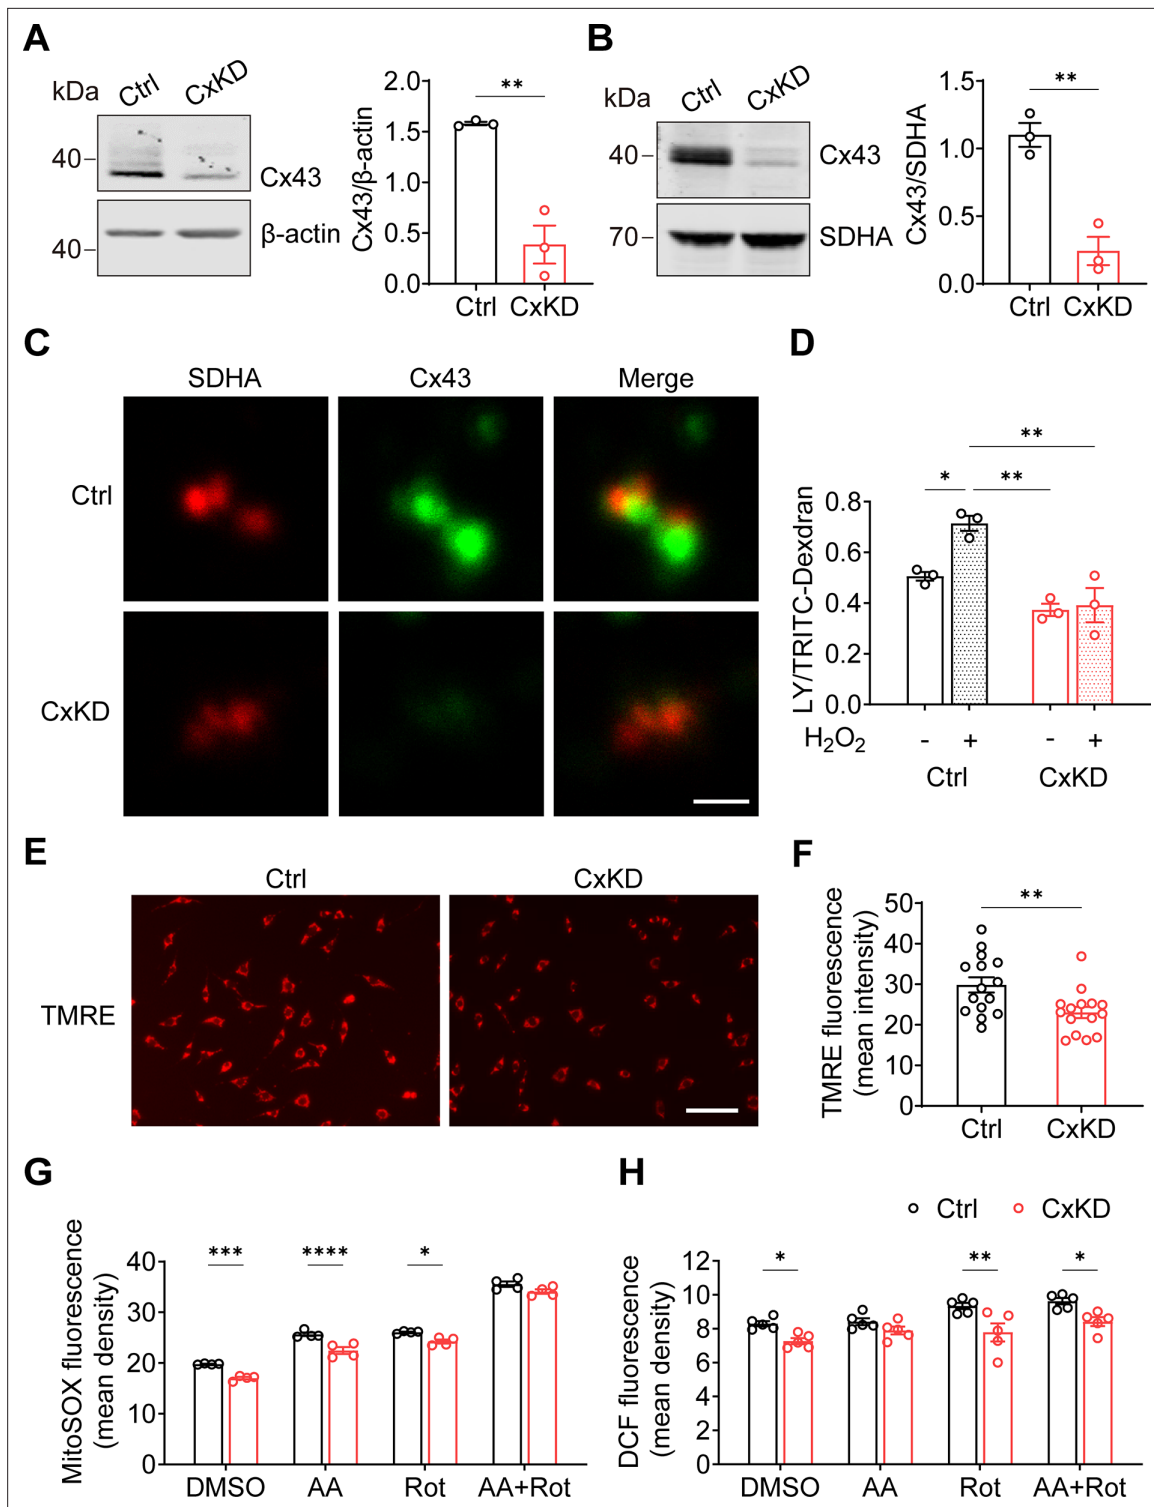 A
kDa Ctrl CxKD
40
Cx43
β-actin
40
Cx43/β-actin
2.0
1.5
1.0
0.5
0.0
**
Ctrl CxKD
B
kDa Ctrl CxKD
40
Cx43
70
SDHA
Cx43/SDHA
1.5
1.0
0.5
0.0
**
Ctrl CxKD
C
SDHA Cx43 Merge
Ctrl
CxKD
D
LY/TRITC-Dexdran
**
* **
0.8
0.6
0.4
0.2
0.0
H2O2 - + - +
Ctrl CxKD
E
Ctrl CxKD
TMRE
F
TMRE fluorescence
(mean intensity)
**
50
40
30
20
10
0
Ctrl CxKD
G
MitoSOX fluorescence
(mean density)
*** **** *
40
30
20
10
0
DMSO AA Rot AA+Rot
H
Ctrl CxKD
DCF fluorescence
(mean density)
* ** *
12
10
8
6
4
2
0
DMSO AA Rot AA+Rot